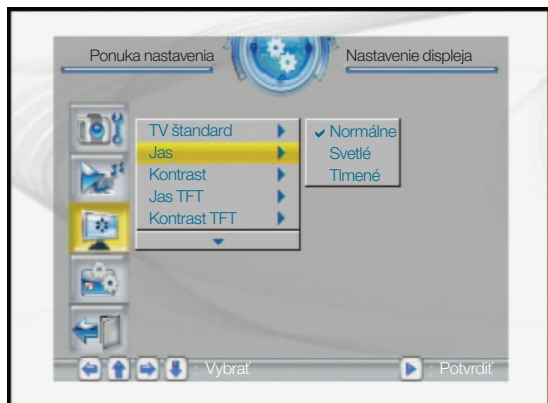 Ponuka nastavenia
Nastavenie displeja
TV štandard
Jas
Kontrast
Jas TFT
Kontrast TFT
Normálne
Svetlé
Tlmené
: Vybrať
: Potvrdiť